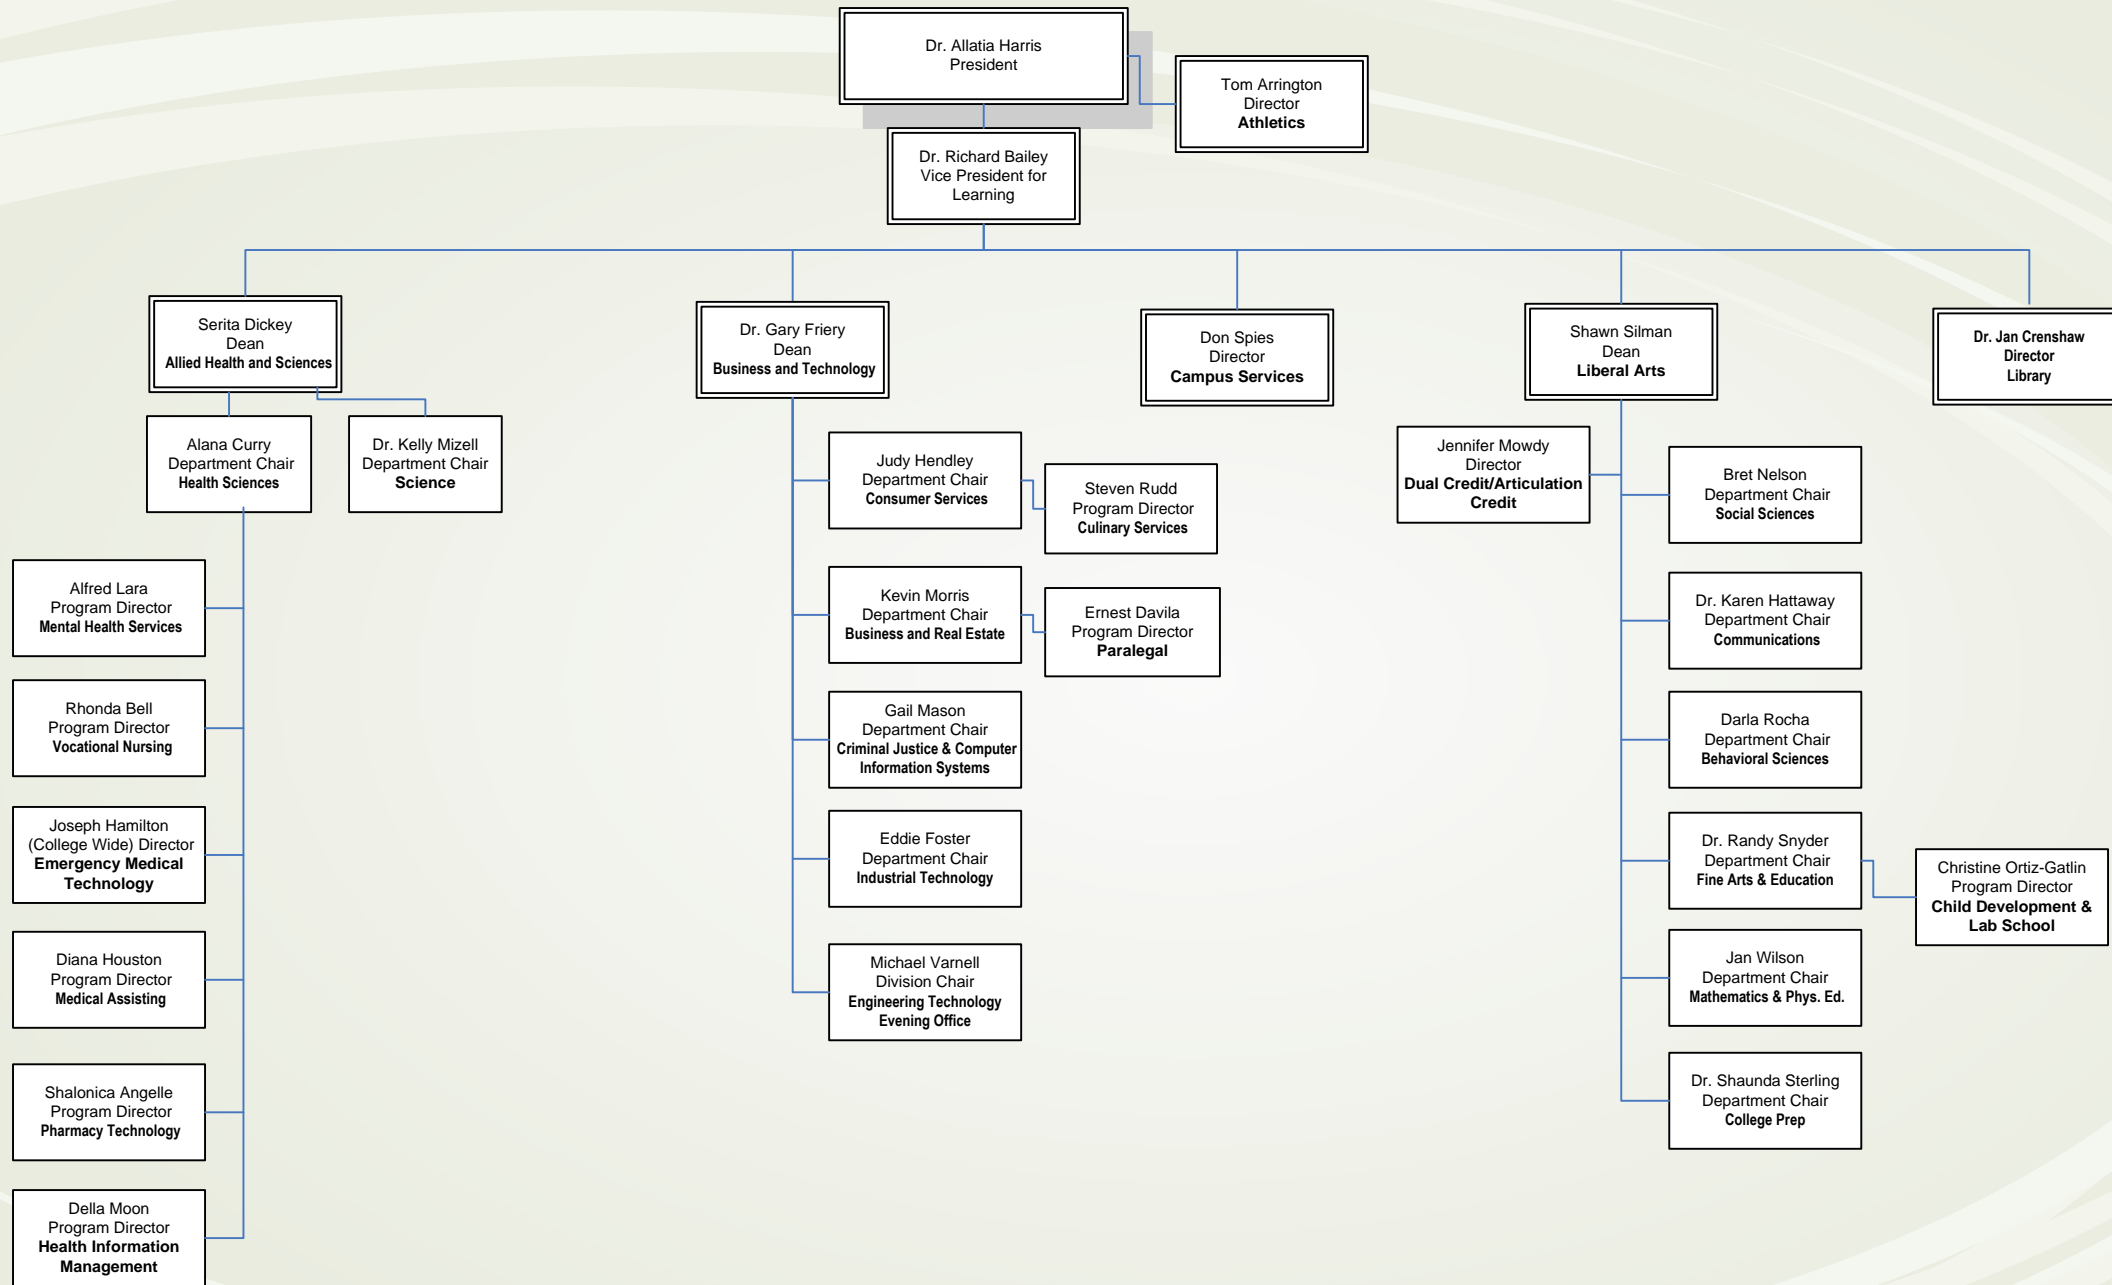 Dr. Allatia Harris
President
Tom Arrington
Director
Athletics
Dr. Richard Bailey
Vice President for
Learning
Serita Dickey
Dean
Allied Health and Sciences
Dr. Gary Friery
Dean
Business and Technology
Don Spies
Director
Campus Services
Shawn Silman
Dean
Liberal Arts
Dr. Jan Crenshaw
Director
Library
Alana Curry
Department Chair
Health Sciences
Dr. Kelly Mizell
Department Chair
Science
Alfred Lara
Program Director
Mental Health Services
Rhonda Bell
Program Director
Vocational Nursing
Joseph Hamilton
(College Wide) Director
Emergency Medical
Technology
Diana Houston
Program Director
Medical Assisting
Shalonica Angelle
Program Director
Pharmacy Technology
Della Moon
Program Director
Health Information
Management
Judy Hendley
Department Chair
Consumer Services
Steven Rudd
Program Director
Culinary Services
Kevin Morris
Department Chair
Business and Real Estate
Ernest Davila
Program Director
Paralegal
Gail Mason
Department Chair
Criminal Justice & Computer
Information Systems
Eddie Foster
Department Chair
Industrial Technology
Michael Varnell
Division Chair
Engineering Technology
Evening Office
Jennifer Mowdy
Director
Dual Credit/Articulation
Credit
Bret Nelson
Department Chair
Social Sciences
Dr. Karen Hattaway
Department Chair
Communications
Darla Rocha
Department Chair
Behavioral Sciences
Dr. Randy Snyder
Department Chair
Fine Arts & Education
Christine Ortiz-Gatlin
Program Director
Child Development &
Lab School
Jan Wilson
Department Chair
Mathematics & Phys. Ed.
Dr. Shaunda Sterling
Department Chair
College Prep